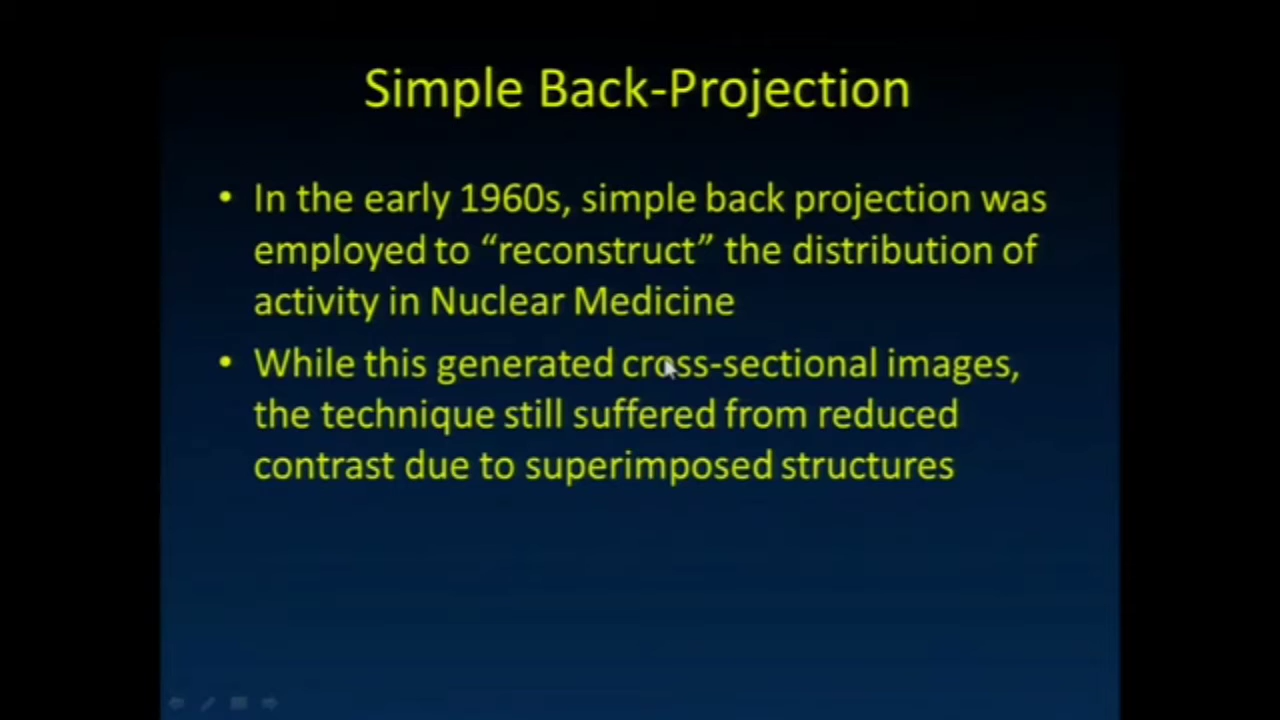 Simple Back-Projection
• In the early 1960s, simple back projection was
employed to “reconstruct” the distribution of
activity in Nuclear Medicine
• While this generated cross-sectional images,
the technique still suffered from reduced
contrast due to superimposed structures